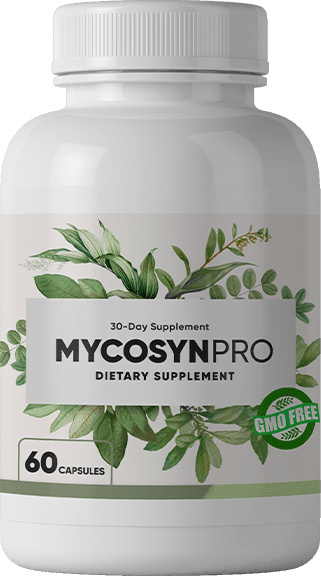 30-Day Supplement
MYCOSYNPRO
DIETARY SUPPLEMENT
GMO FREE
60 CAPSULES